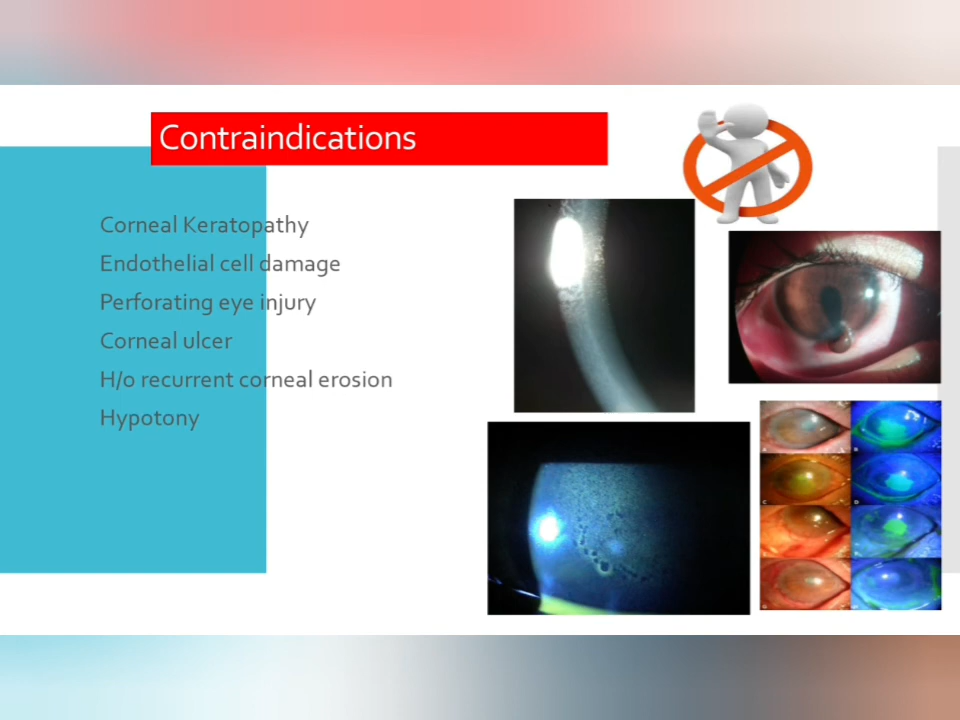 Contraindications
Corneal Keratopathy
Endothelial cell damage
Perforating eye injury
Corneal ulcer
H/o recurrent corneal erosion
Hypotony